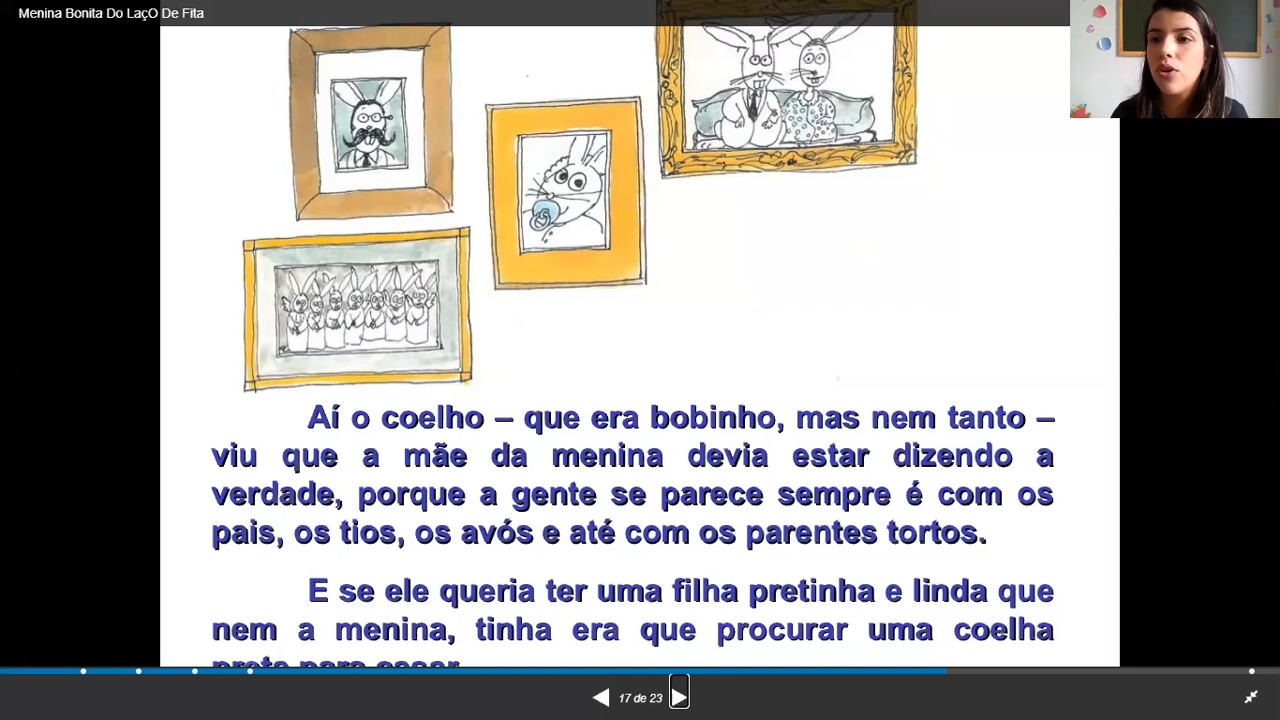 Menina Bonita Do LaçO De Fita
Aí o coelho – que era bobinho, mas nem tanto –
viu que a mãe da menina devia estar dizendo a
verdade, porque a gente se parece sempre é com os
pais, os tios, os avós e até com os parentes tortos.
E se ele queria ter uma filha pretinha e linda que
nem a menina, tinha era que procurar uma coelha
preta para casar.
17 de 23